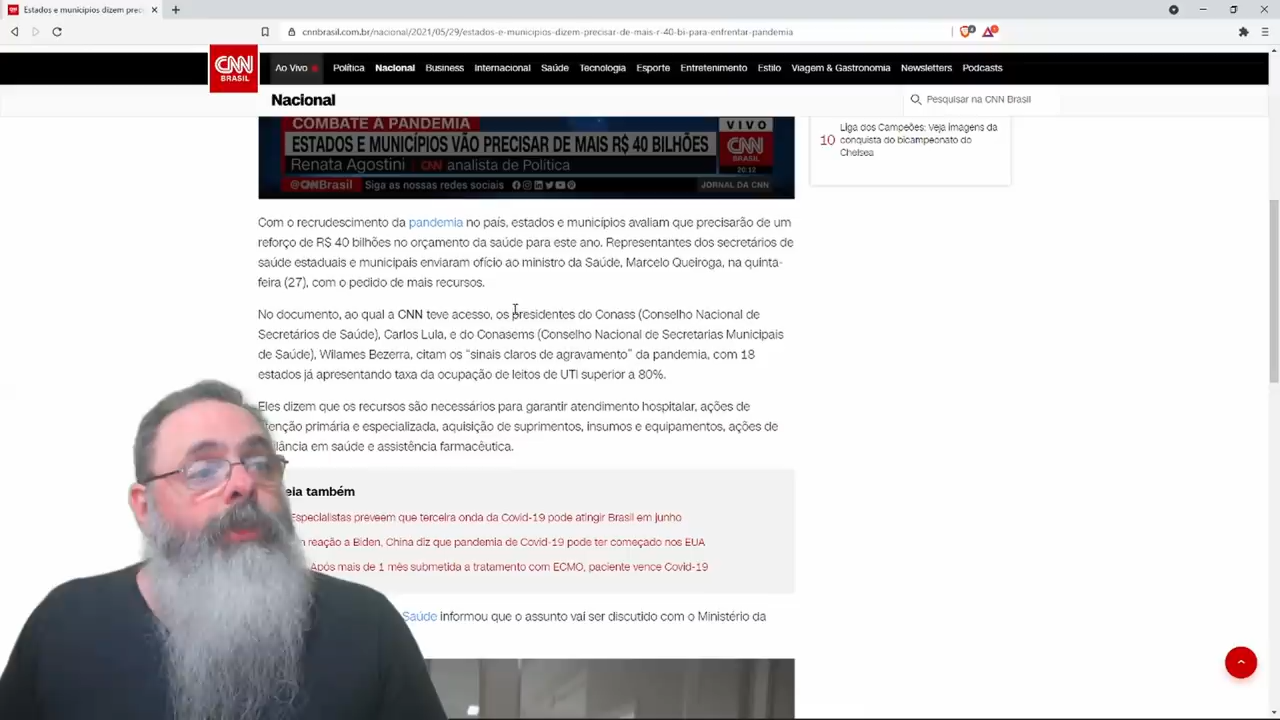 Estados e municípios dizem prec
cnnbrasil.com.br/nacional/2021/05/29/estados-e-municipios-dizem-precisar-de-mais-r-40-bi-para-enfrentar-pandemia
CNN BRASIL
Ao Vivo Política Nacional Business Internacional Saúde Tecnologia Esporte Entretenimento Estilo Viagem & Gastronomia Newsletters Podcasts
Nacional
Pesquisar na CNN Brasil
COMBATE A PANDEMIA
ESTADOS E MUNICÍPIOS VÃO PRECISAR DE MAIS R$ 40 BILHÕES
Renata Agostini CNN analista de Política
@CNNBrasil Siga as nossas redes sociais
VIVO
CNN
BRASIL
20:12
JORNAL DA CNN
10 Liga dos Campeões: Veja imagens da
conquista do bicampeonato do
Chelsea
Com o recrudescimento da pandemia no país, estados e municípios avaliam que precisarão de um
reforço de R$ 40 bilhões no orçamento da saúde para este ano. Representantes dos secretários de
saúde estaduais e municipais enviaram ofício ao ministro da Saúde, Marcelo Queiroga, na quinta-
feira (27), com o pedido de mais recursos.
No documento, ao qual a CNN teve acesso, os presidentes do Conass (Conselho Nacional de
Secretários de Saúde), Carlos Lula, e do Conasems (Conselho Nacional de Secretarias Municipais
de Saúde), Wilames Bezerra, citam os “sinais claros de agravamento” da pandemia, com 18
estados já apresentando taxa da ocupação de leitos de UTI superior a 80%.
Eles dizem que os recursos são necessários para garantir atendimento hospitalar, ações de
tenção primária e especializada, aquisição de suprimentos, insumos e equipamentos, ações de
ilância em saúde e assistência farmacêutica.
eia também
Especialistas preveem que terceira onda da Covid-19 pode atingir Brasil em junho
reação a Biden, China diz que pandemia de Covid-19 pode ter começado nos EUA
Após mais de 1 mês submetida a tratamento com ECMO, paciente vence Covid-19
Saúde informou que o assunto vai ser discutido com o Ministério da